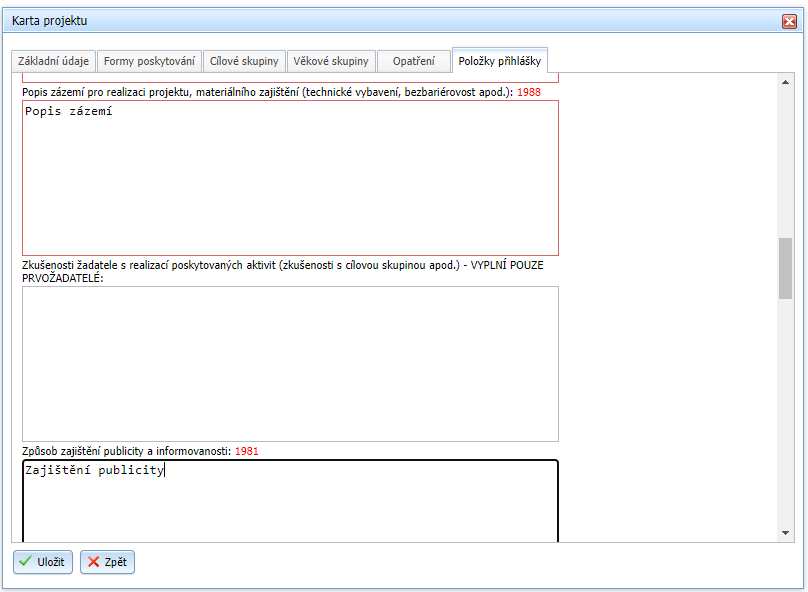 Karta projektu
Základní údaje
Formy poskytování
Cílové skupiny
Věkové skupiny
Opatření
Položky přihlášky
Popis zázemí pro realizaci projektu, materiálního zajištění (technické vybavení, bezbariérovost apod.): 1988
Popis zázemí
Zkušenosti žadatele s realizací poskytovaných aktivit (zkušenosti s cílovou skupinou apod.) - VYPLNÍ POUZE
PRVOŽADATELÉ:
Způsob zajištění publicity a informovanosti: 1981
Zajištění publicity
Uložit
Zpět